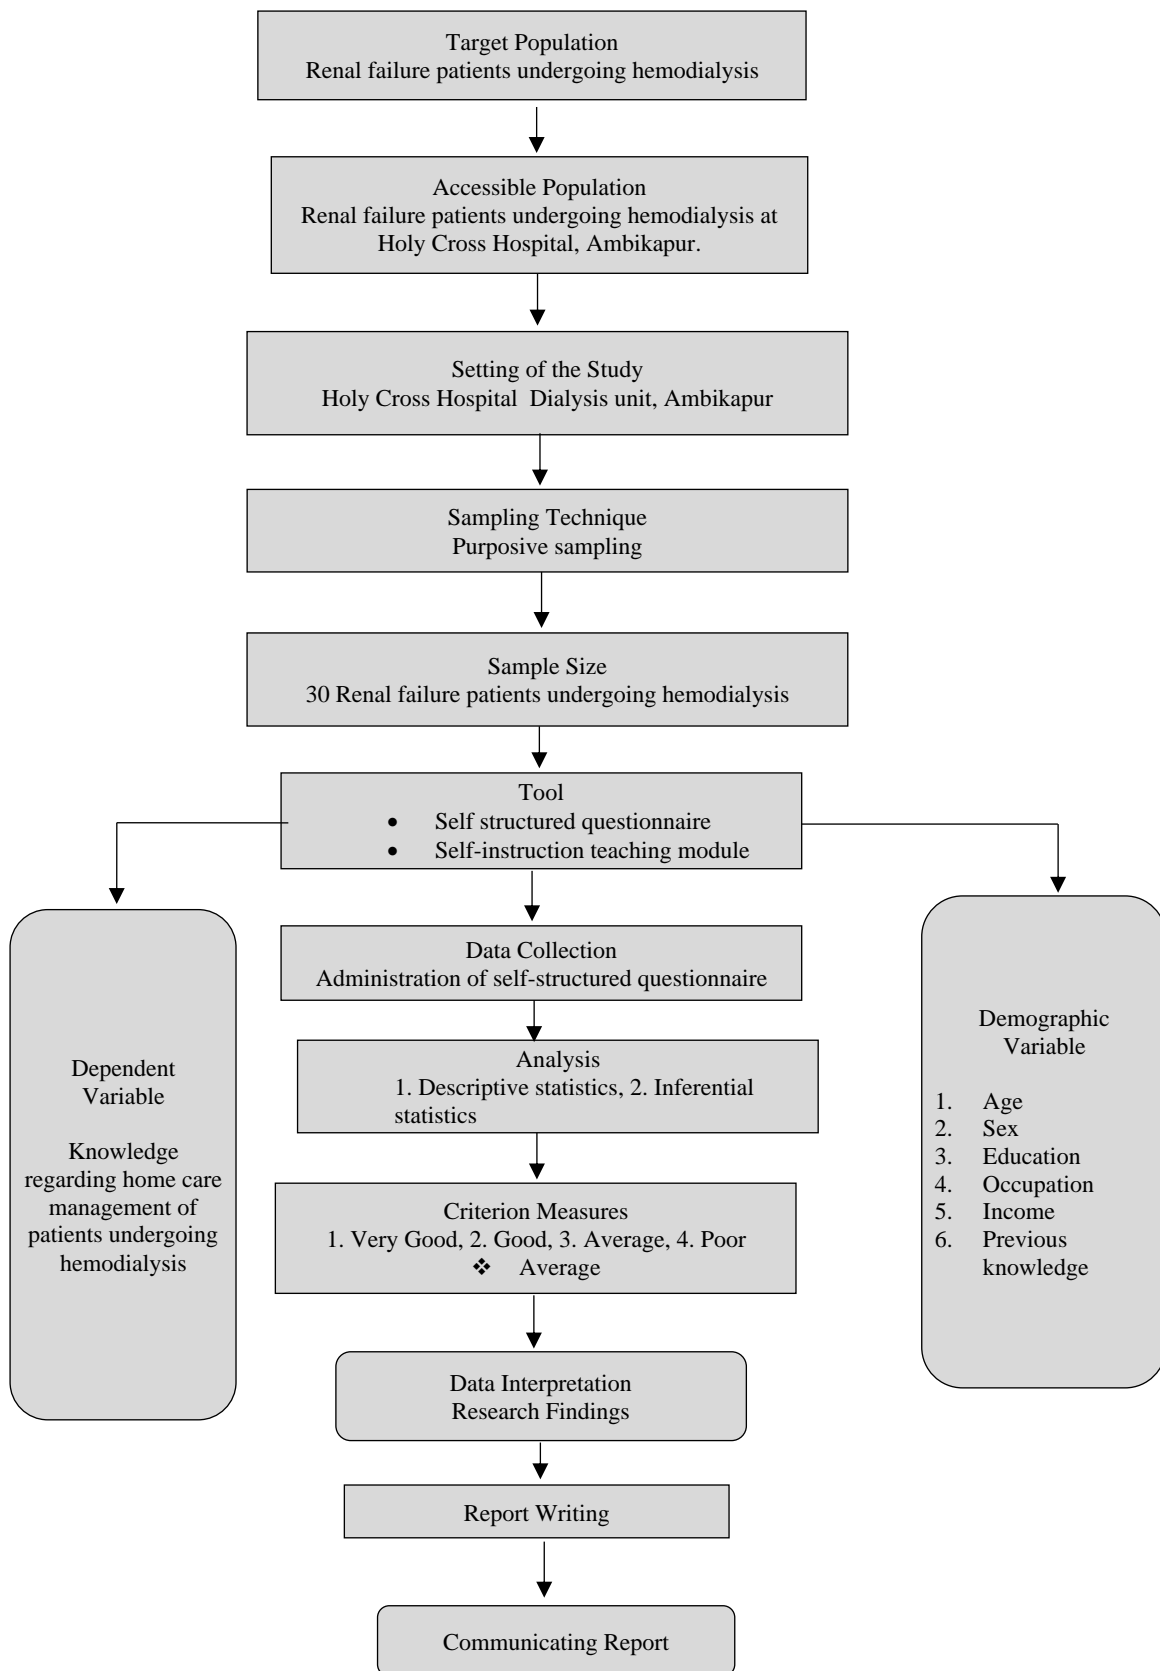 Target Population
Renal failure patients undergoing hemodialysis
Accessible Population
Renal failure patients undergoing hemodialysis at
Holy Cross Hospital, Ambikapur.
Setting of the Study
Holy Cross Hospital  Dialysis unit, Ambikapur
Sampling Technique
Purposive sampling
Sample Size
30 Renal failure patients undergoing hemodialysis
Tool
• Self structured questionnaire
• Self-instruction teaching module
Dependent
Variable
Knowledge
regarding home care
management of
patients undergoing
hemodialysis
Data Collection
Administration of self-structured questionnaire
Analysis
1. Descriptive statistics, 2. Inferential
statistics
Criterion Measures
1. Very Good, 2. Good, 3. Average, 4. Poor
❖ Average
Demographic
Variable
1. Age
2. Sex
3. Education
4. Occupation
5. Income
6. Previous
knowledge
Data Interpretation
Research Findings
Report Writing
Communicating Report